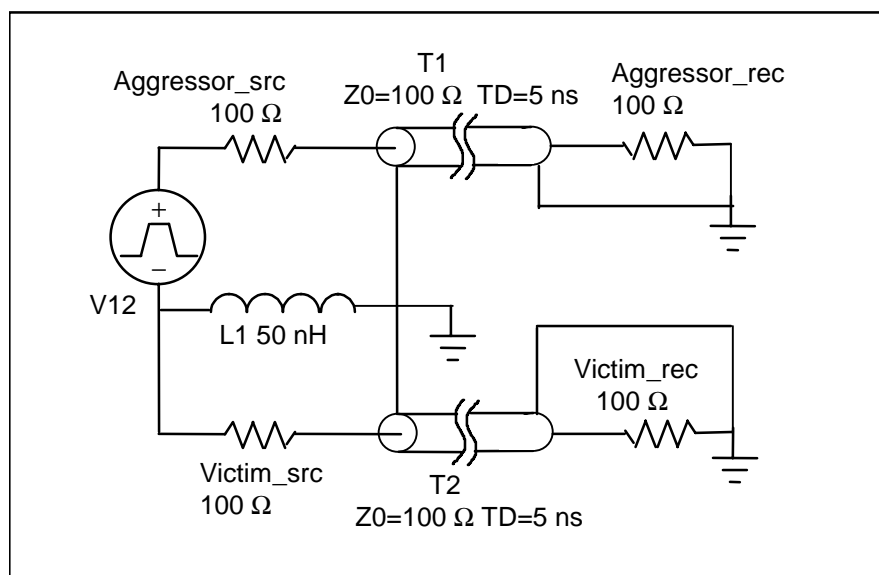 T1
Aggressor_src
Z0=100 Ω TD=5 ns
Aggressor_rec
100 Ω
100 Ω
+
−
V12
L1 50 nH
Victim_rec
100 Ω
Victim_src
100 Ω
T2
Z0=100 Ω TD=5 ns